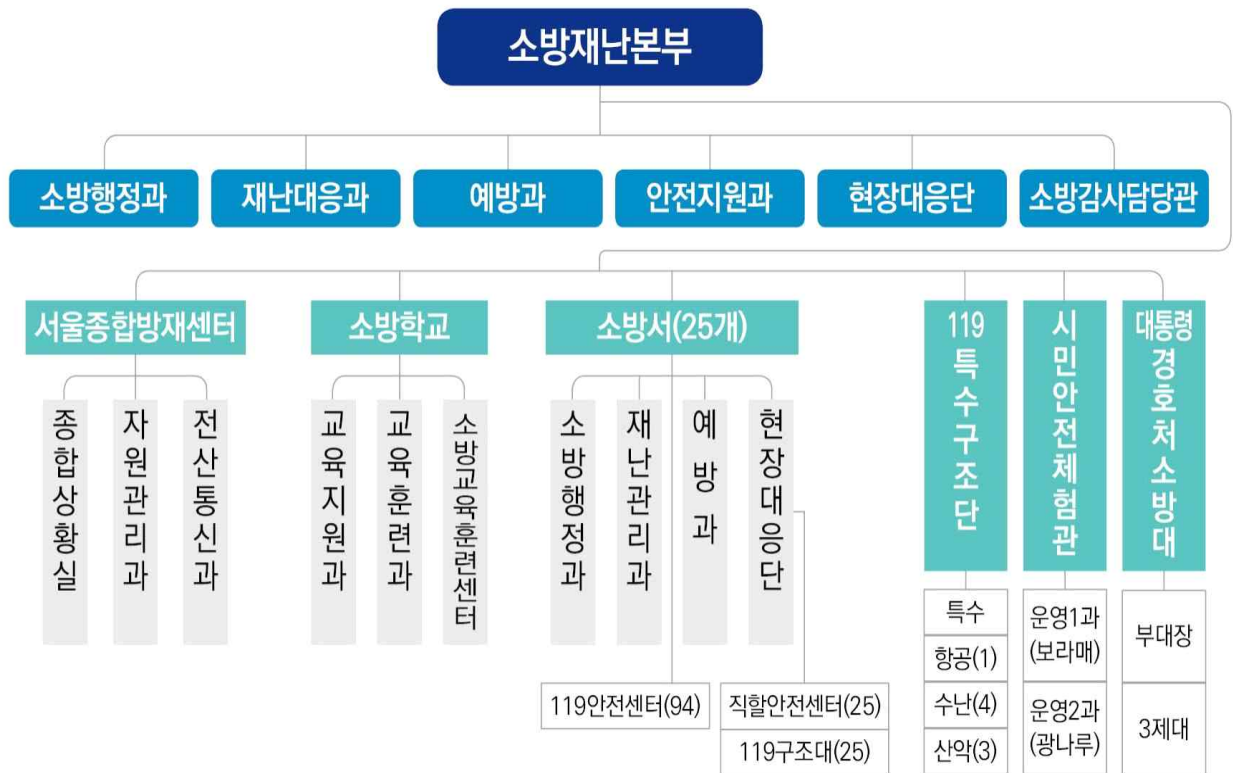 소방재난본부
소방행정과
재난대응과
예방과
안전지원과
현장대응단
소방감사담당관
서울종합방재센터
종합상황실
자원관리과
전산통신과
소방학교
교육지원과
교육훈련과
소방교육훈련센터
소방서(25개)
소방행정과
재난관리과
예방과
현장대응단
119안전센터(94)
직할안전센터(25)
119구조대(25)
119
특수구조단
특수
항공(1)
수난(4)
산악(3)
시민안전체험관
운영1과
(보라매)
운영2과
(광나루)
대통령
경호처소방대
부대장
3제대